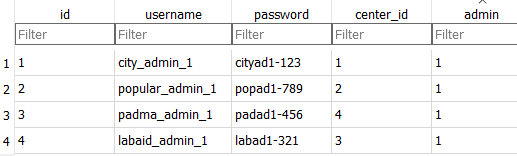 id username password center_id admin
Filter Filter Filter Filter Filter
1 1 city_admin_1 cityad1-123 1 1
2 2 popular_admin_1 popad1-789 2 1
3 3 padma_admin_1 padad1-456 4 1
4 4 labaid_admin_1 labad1-321 3 1